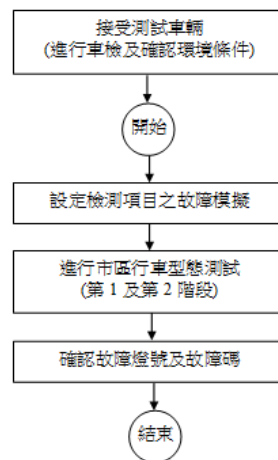 接受測試車輛
(進行車檢及確認環境條件)
開始
設定檢測項目之故障模擬
進行市區行車型態測試
(第 1 及第 2 階段)
確認故障燈號及故障碼
結束